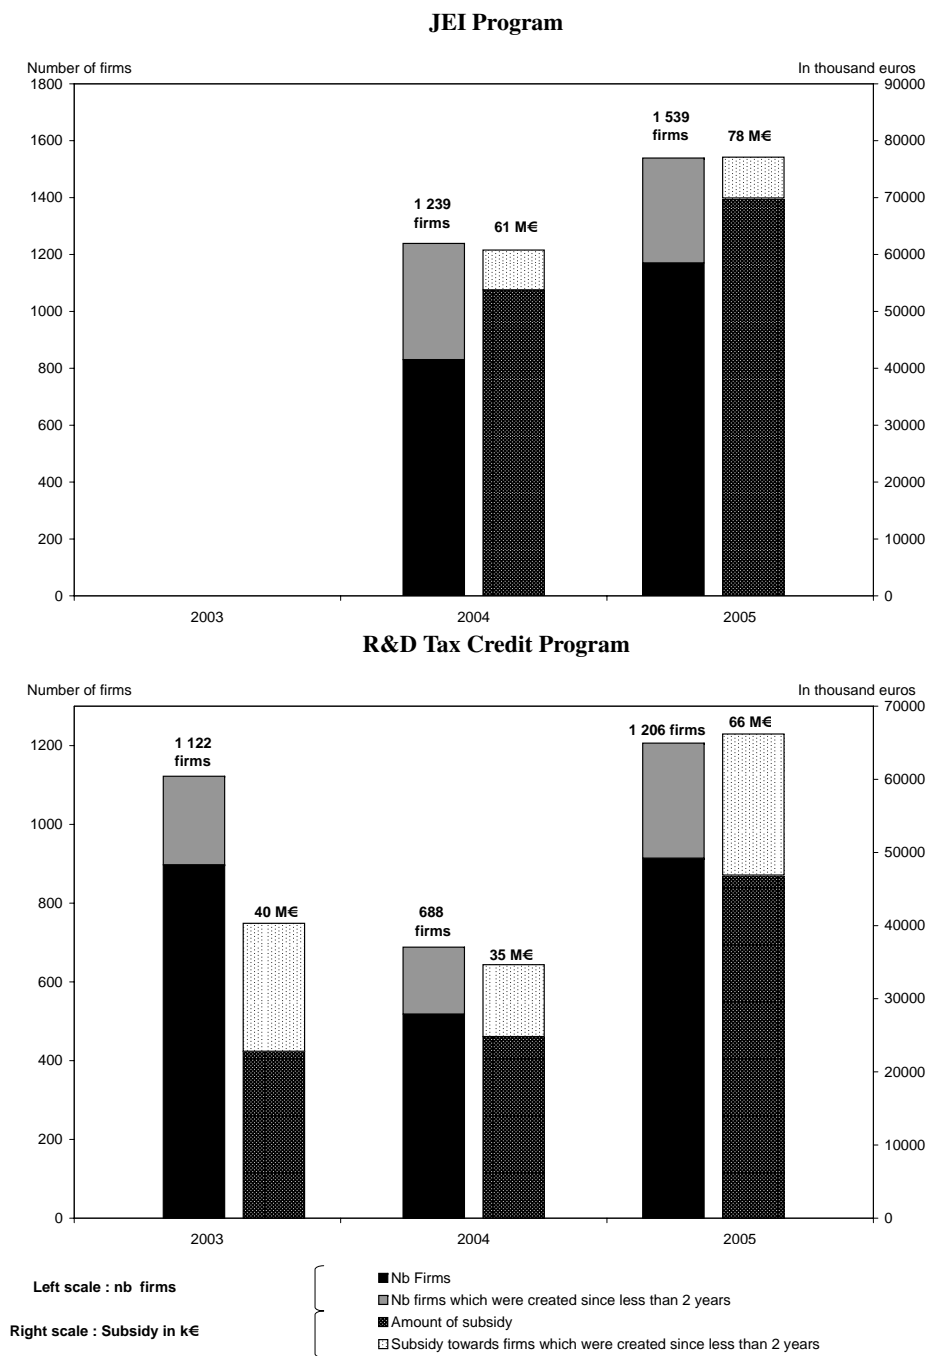 JEI Program
Number of firms
In thousand euros
1800
1600
1400
1200
1000
800
600
400
200
0
90000
80000
70000
60000
50000
40000
30000
20000
10000
0
1 239
firms
61 M€
1 539
firms
78 M€
2003
2004
2005
R&D Tax Credit Program
Number of firms
In thousand euros
1200
1000
800
600
400
200
0
70000
60000
50000
40000
30000
20000
10000
0
1 122
firms
40 M€
688
firms
35 M€
1 206 firms
66 M€
2003
2004
2005
Left scale : nb firms
Right scale : Subsidy in k€
Nb Firms
Nb firms which were created since less than 2 years
Amount of subsidy
Subsidy towards firms which were created since less than 2 years